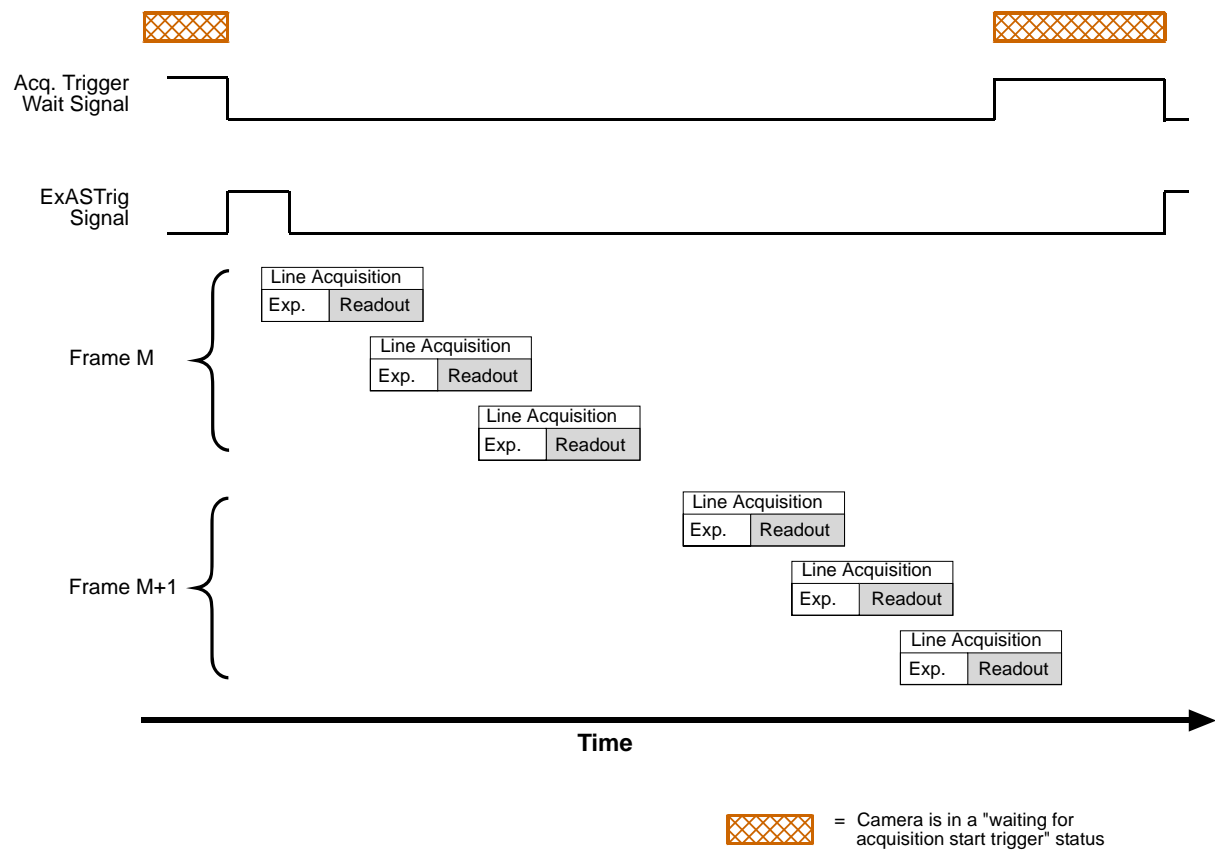 Acq. Trigger
Wait Signal
ExASTrig
Signal
Frame M
Line Acquisition
Exp. Readout
Line Acquisition
Exp. Readout
Line Acquisition
Exp. Readout
Frame M+1
Line Acquisition
Exp. Readout
Line Acquisition
Exp. Readout
Line Acquisition
Exp. Readout
Time
= Camera is in a "waiting for
acquisition start trigger" status